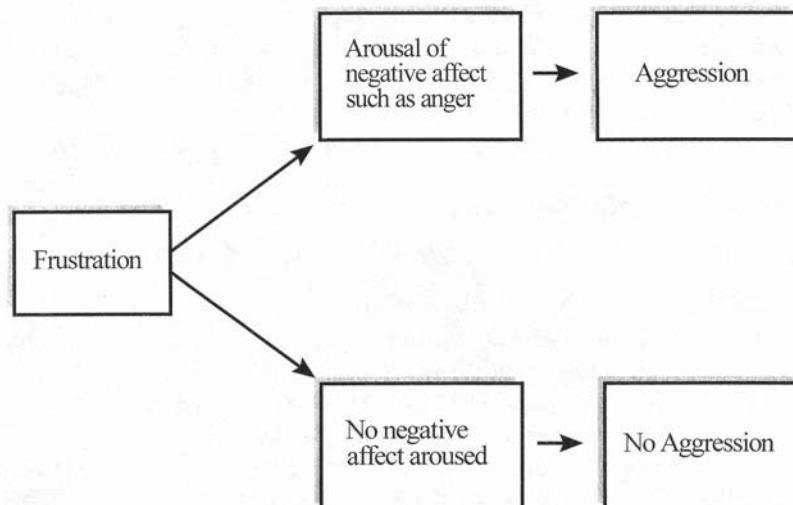 Arousal of
negative affect
such as anger
Aggression
Frustration
No negative
affect aroused
No Aggression